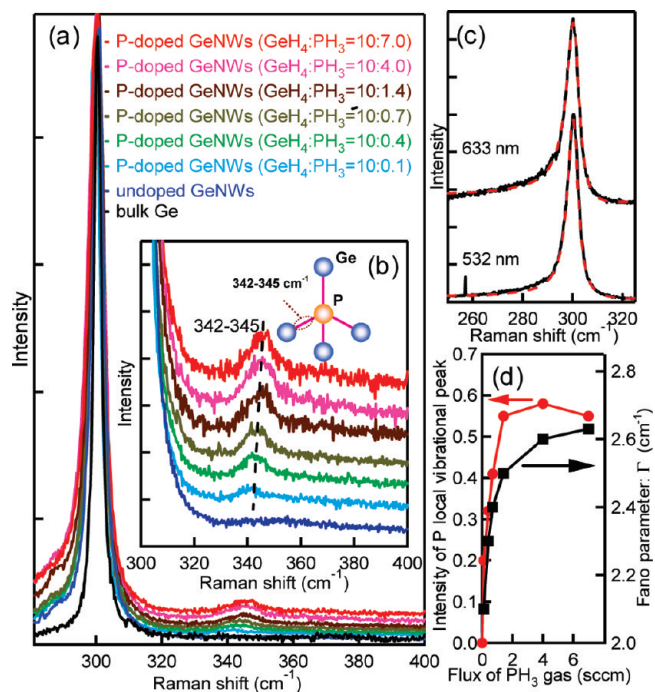 (a)
P-doped GeNWs (GeH4:PH3=10:7.0)
P-doped GeNWs (GeH4:PH3=10:4.0)
P-doped GeNWs (GeH4:PH3=10:1.4)
P-doped GeNWs (GeH4:PH3=10:0.7)
P-doped GeNWs (GeH4:PH3=10:0.4)
P-doped GeNWs (GeH4:PH3=10:0.1)
undoped GeNWs
bulk Ge
Intensity
300 320 340 360 380 400
Raman shift (cm-1)
(b)
Ge
P
342-345 cm-1
342-345
Intensity
320 340 360 380 400
Raman shift (cm-1)
(c)
633 nm
532 nm
Intensity
260 280 300 320
Raman shift (cm-1)
(d)
Intensity of P local vibrational peak
0.7
0.6
0.5
0.4
0.3
0.2
0.1
0.0
2.8
2.6
2.4
2.2
2.0
Fano parameter: Γ (cm-1)
0 2 4 6
Flux of PH3 gas (sccm)